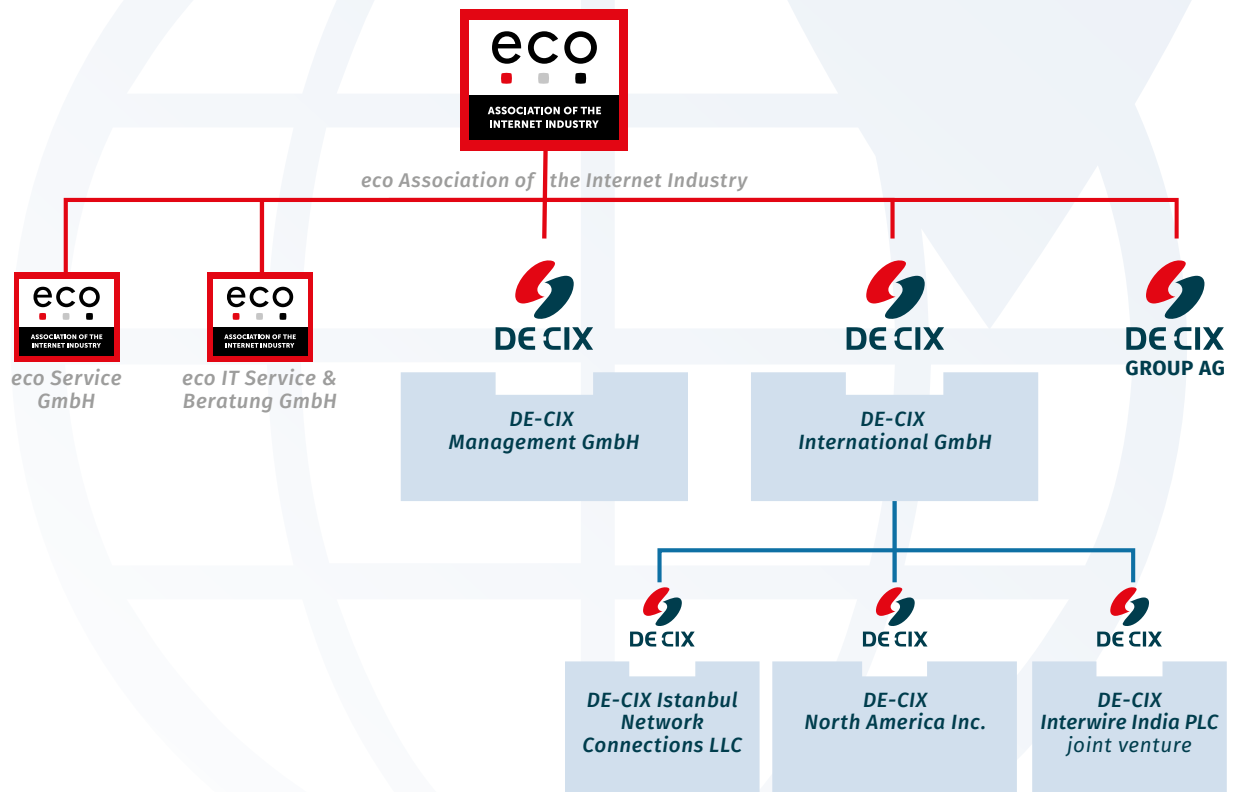 eco
ASSOCIATION OF THE
INTERNET INDUSTRY
eco Association of the Internet Industry
eco
ASSOCIATION OF THE
INTERNET INDUSTRY
eco Service
GmbH
eco
ASSOCIATION OF THE
INTERNET INDUSTRY
eco IT Service &
Beratung GmbH
DE CIX
DE-CIX
Management GmbH
DE CIX
DE-CIX
International GmbH
DE CIX
GROUP AG
DE CIX
DE-CIX Istanbul
Network
Connections LLC
DE CIX
DE-CIX
North America Inc.
DE CIX
DE-CIX
Interwire India PLC
joint venture